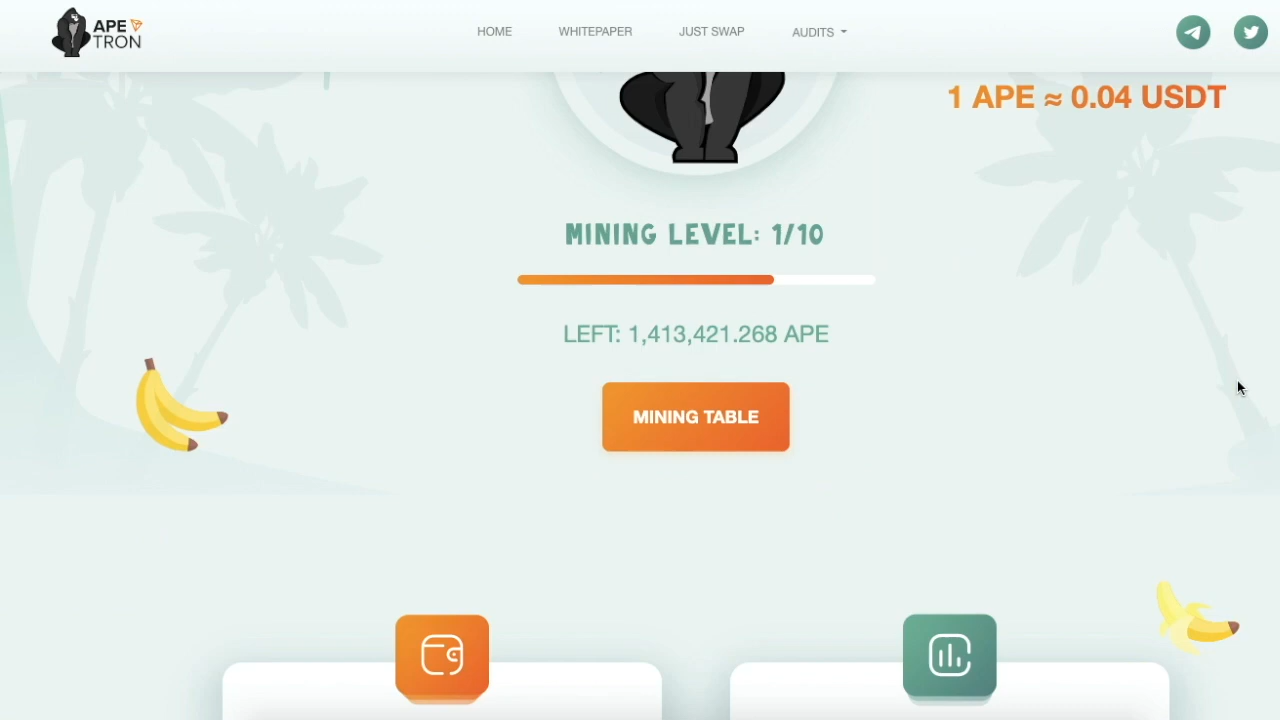 APE
TRON
HOME
WHITEPAPER
JUST SWAP
AUDITS
1 APE ≈ 0.04 USDT
MINING LEVEL: 1/10
LEFT: 1,413,421.268 APE
MINING TABLE